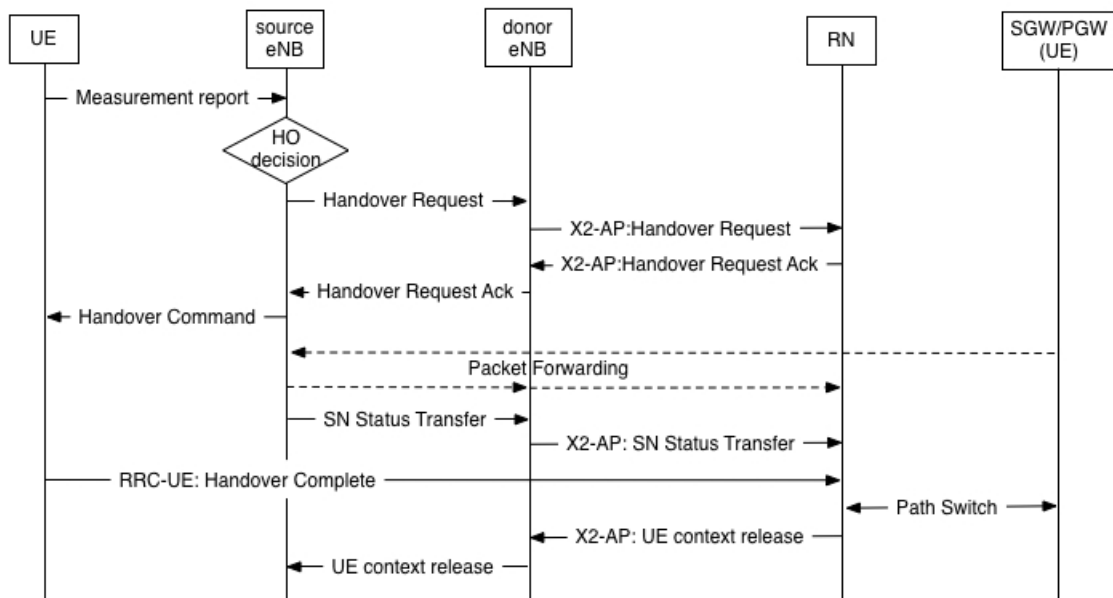 UE
source
eNB
donor
eNB
RN
SGW/PGW
(UE)
Measurement report
HO
decision
Handover Request
X2-AP:Handover Request
X2-AP:Handover Request Ack
Handover Request Ack
Handover Command
Packet Forwarding
SN Status Transfer
X2-AP: SN Status Transfer
RRC-UE: Handover Complete
Path Switch
X2-AP: UE context release
UE context release